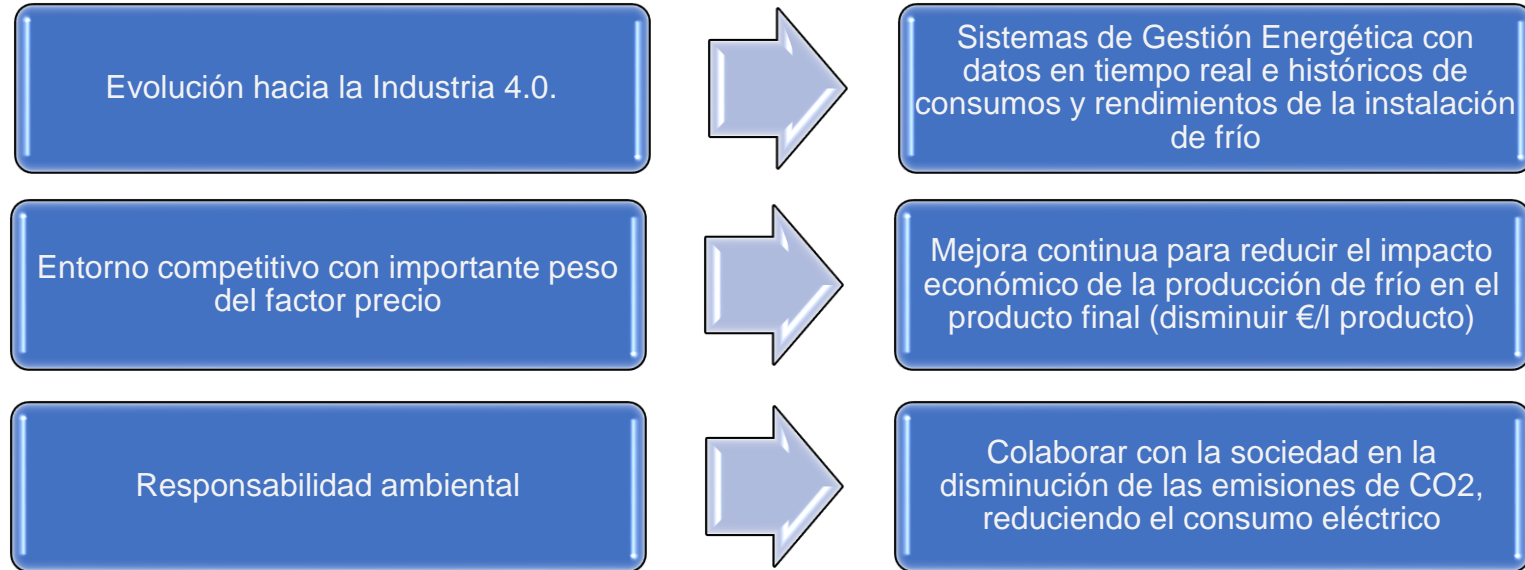 Evolución hacia la Industria 4.0.
Sistemas de Gestión Energética con
datos en tiempo real e históricos de
consumos y rendimientos de la instalación
de frío
Entorno competitivo con importante peso
del factor precio
Mejora continua para reducir el impacto
económico de la producción de frío en el
producto final (disminuir €/l producto)
Responsabilidad ambiental
Colaborar con la sociedad en la
disminución de las emisiones de CO2,
reduciendo el consumo eléctrico